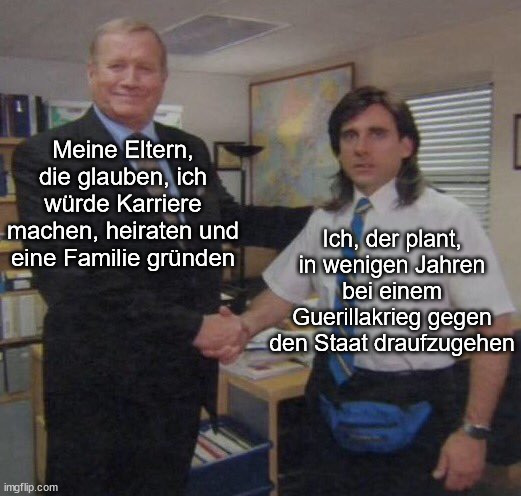 Meine Eltern,
die glauben, ich
würde Karriere
machen, heiraten und
eine Familie gründen
Ich, der plant,
in wenigen Jahren
bei einem
Guerillakrieg gegen
den Staat draufzugehen
imgflip.com